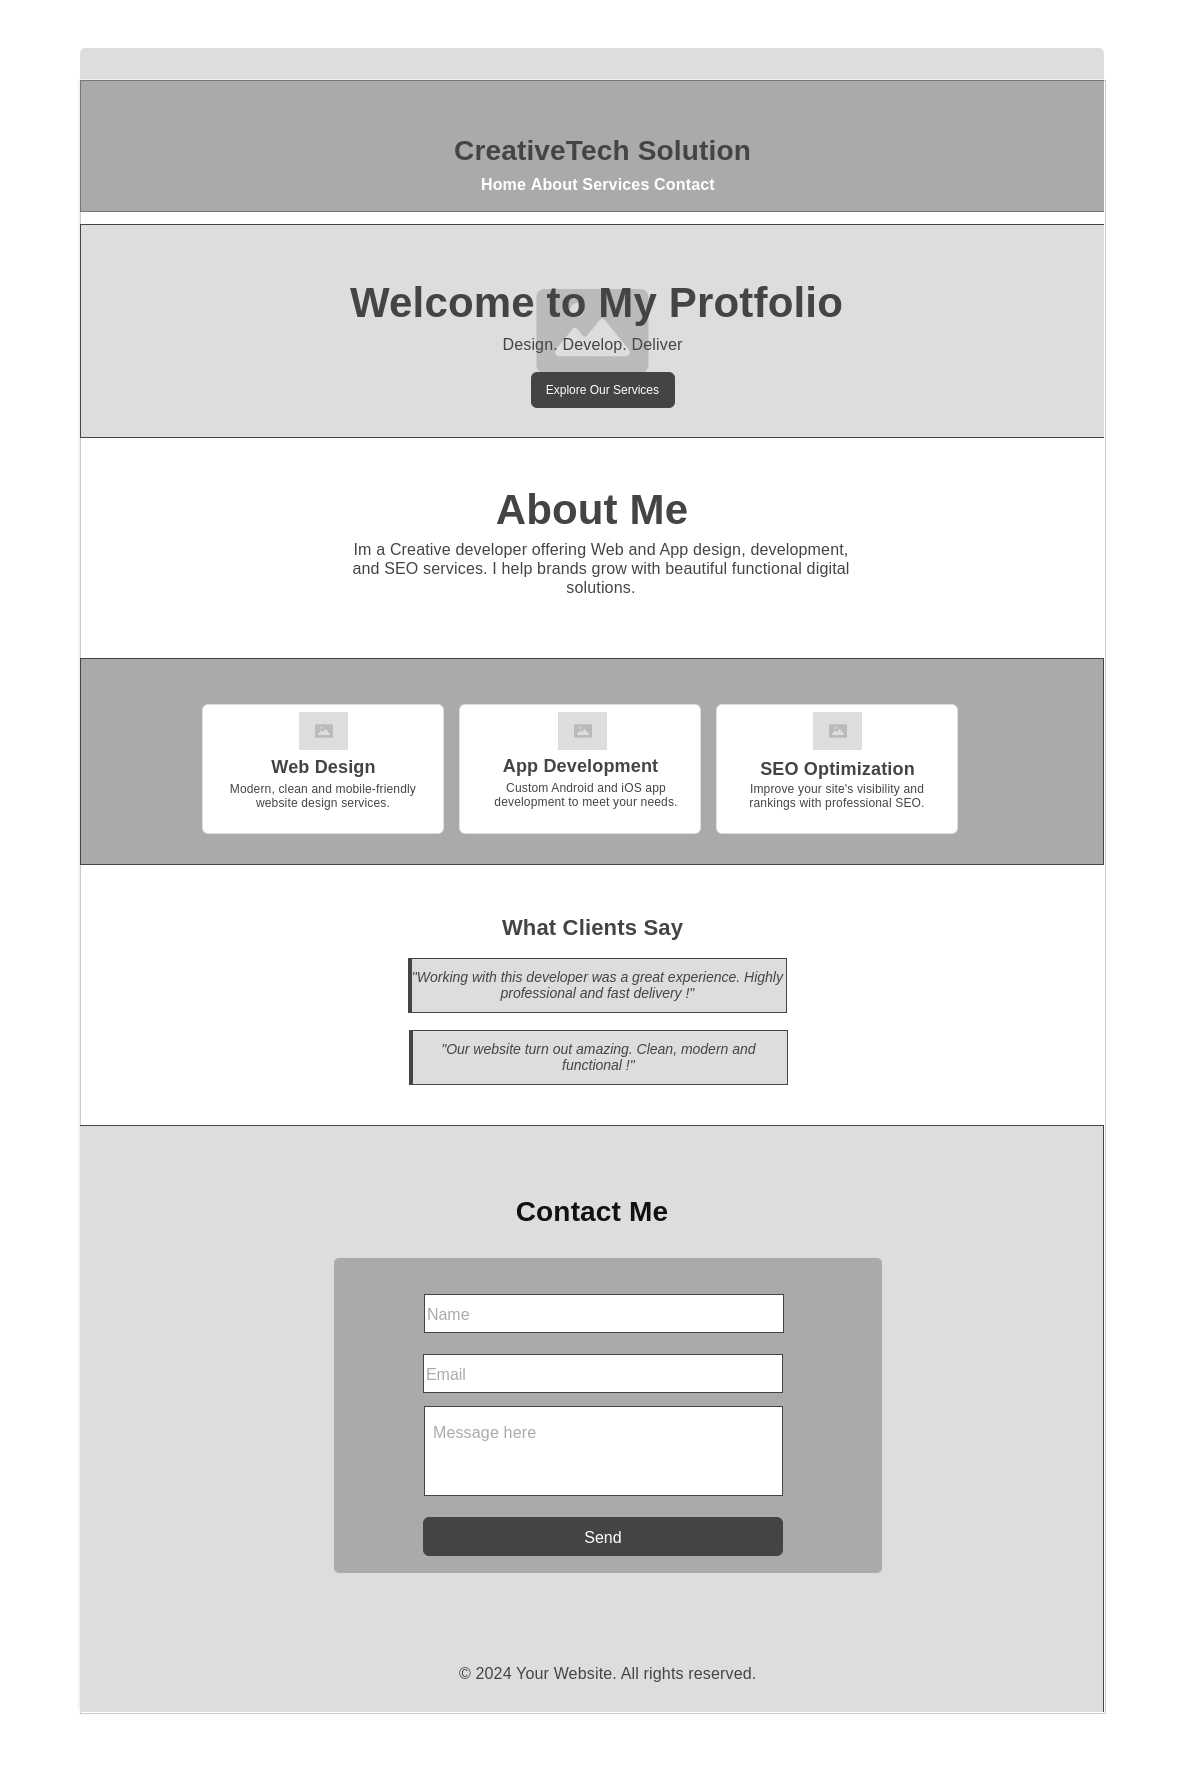 CreativeTech Solution
Home About Services Contact
Welcome to My Protfolio
Design. Develop. Deliver
Explore Our Services
About Me
Im a Creative developer offering Web and App design, development,
and SEO services. I help brands grow with beautiful functional digital
solutions.
Web Design
Modern, clean and mobile-friendly
website design services.
App Development
Custom Android and iOS app
development to meet your needs.
SEO Optimization
Improve your site's visibility and
rankings with professional SEO.
What Clients Say
"Working with this developer was a great experience. Highly
professional and fast delivery !"
"Our website turn out amazing. Clean, modern and
functional !"
Contact Me
Name
Email
Message here
Send
© 2024 Your Website. All rights reserved.